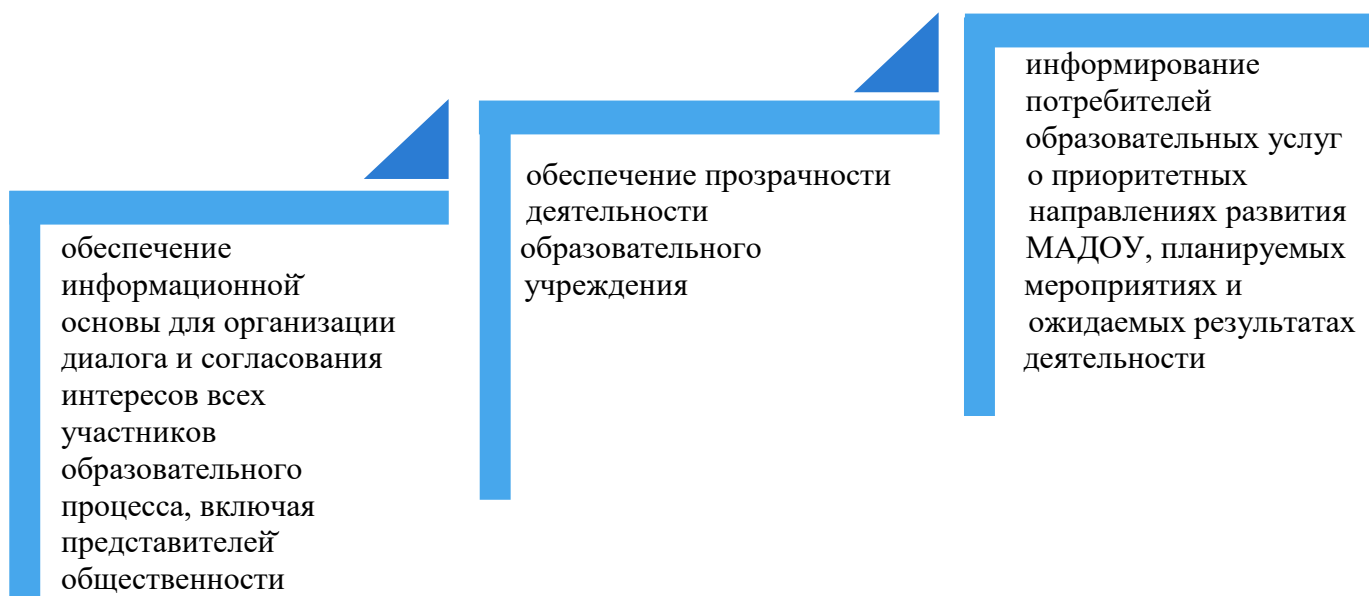 обеспечение
информационной
основы для организации
диалога и согласования
интересов всех
участников
образовательного
процесса, включая
представителей
общественности
обеспечение прозрачности
деятельности
образовательного
учреждения
информирование
потребителей
образовательных услуг
о приоритетных
направлениях развития
МАДОУ, планируемых
мероприятиях и
ожидаемых результатах
деятельности